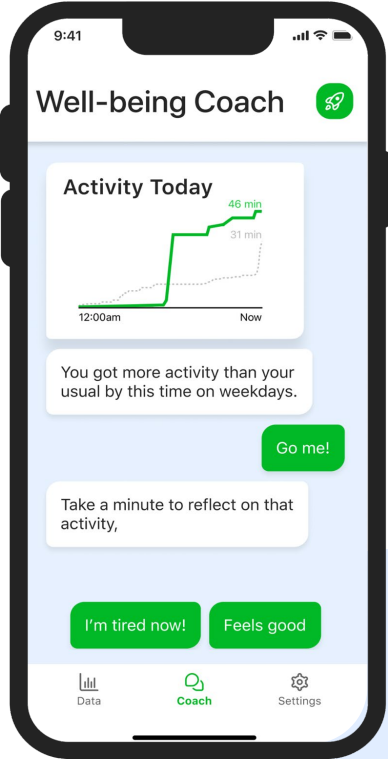 9:41
Well-being Coach
Activity Today
46 min
31 min
12:00am Now
You got more activity than your
usual by this time on weekdays.
Go me!
Take a minute to reflect on that
activity,
I'm tired now! Feels good
Data Coach Settings